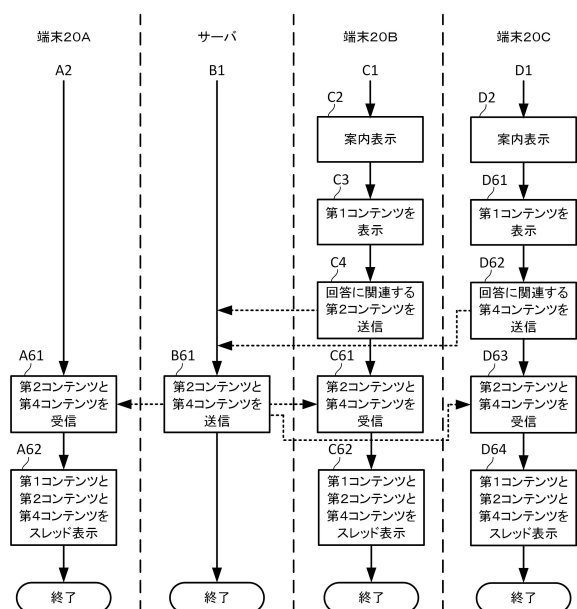 端末20A
サーバ
端末20B
端末20C
A2
B1
C1
D1
C2
案内表示
D2
案内表示
C3
第1コンテンツを
表示
D61
第1コンテンツを
表示
C4
回答に関連する
第2コンテンツを
送信
D62
回答に関連する
第4コンテンツを
送信
A61
第2コンテンツと
第4コンテンツを
受信
B61
第2コンテンツと
第4コンテンツを
送信
C61
第2コンテンツと
第4コンテンツを
受信
D63
第2コンテンツと
第4コンテンツを
受信
A62
第1コンテンツと
第2コンテンツと
第4コンテンツを
スレッド表示
C62
第1コンテンツと
第2コンテンツと
第4コンテンツを
スレッド表示
D64
第1コンテンツと
第2コンテンツと
第4コンテンツを
スレッド表示
終了
終了
終了
終了